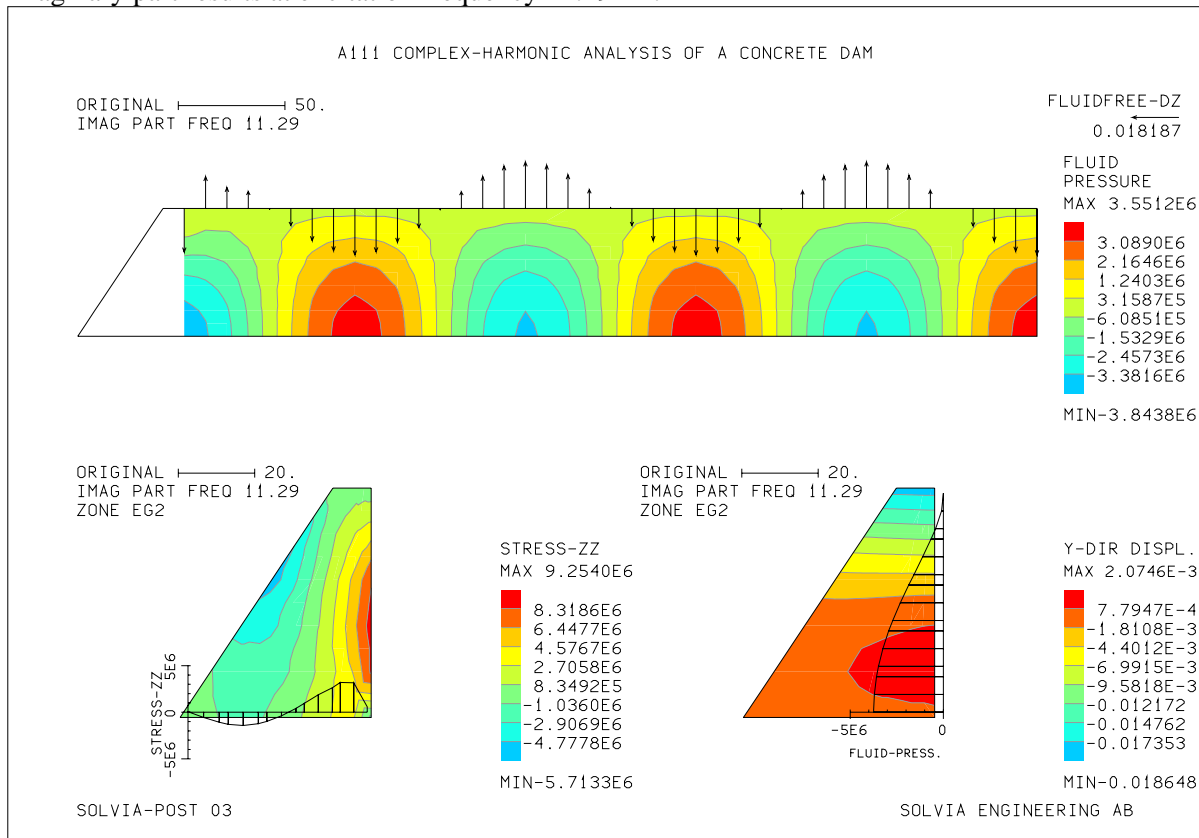 A111 COMPLEX-HARMONIC ANALYSIS OF A CONCRETE DAM
ORIGINAL 50.
IMAG PART FREQ 11.29
FLUIDFREE-DZ
0.018187
FLUID
PRESSURE
MAX 3.5512E6
3.0890E6
2.1646E6
1.2403E6
3.1587E5
-6.0851E5
-1.5329E6
-2.4573E6
-3.3816E6
MIN-3.8438E6
ORIGINAL 20.
IMAG PART FREQ 11.29
ZONE EG2
STRESS-ZZ
-5E6 0 5E6
STRESS-ZZ
MAX 9.2540E6
8.3186E6
6.4477E6
4.5767E6
2.7058E6
8.3492E5
-1.0360E6
-2.9069E6
-4.7778E6
MIN-5.7133E6
ORIGINAL 20.
IMAG PART FREQ 11.29
ZONE EG2
-5E6 0
FLUID-PRESS.
Y-DIR DISPL.
MAX 2.0746E-3
7.7947E-4
-1.8108E-3
-4.4012E-3
-6.9915E-3
-9.5818E-3
-0.012172
-0.014762
-0.017353
MIN-0.018648
SOLVIA-POST 03
SOLVIA ENGINEERING AB